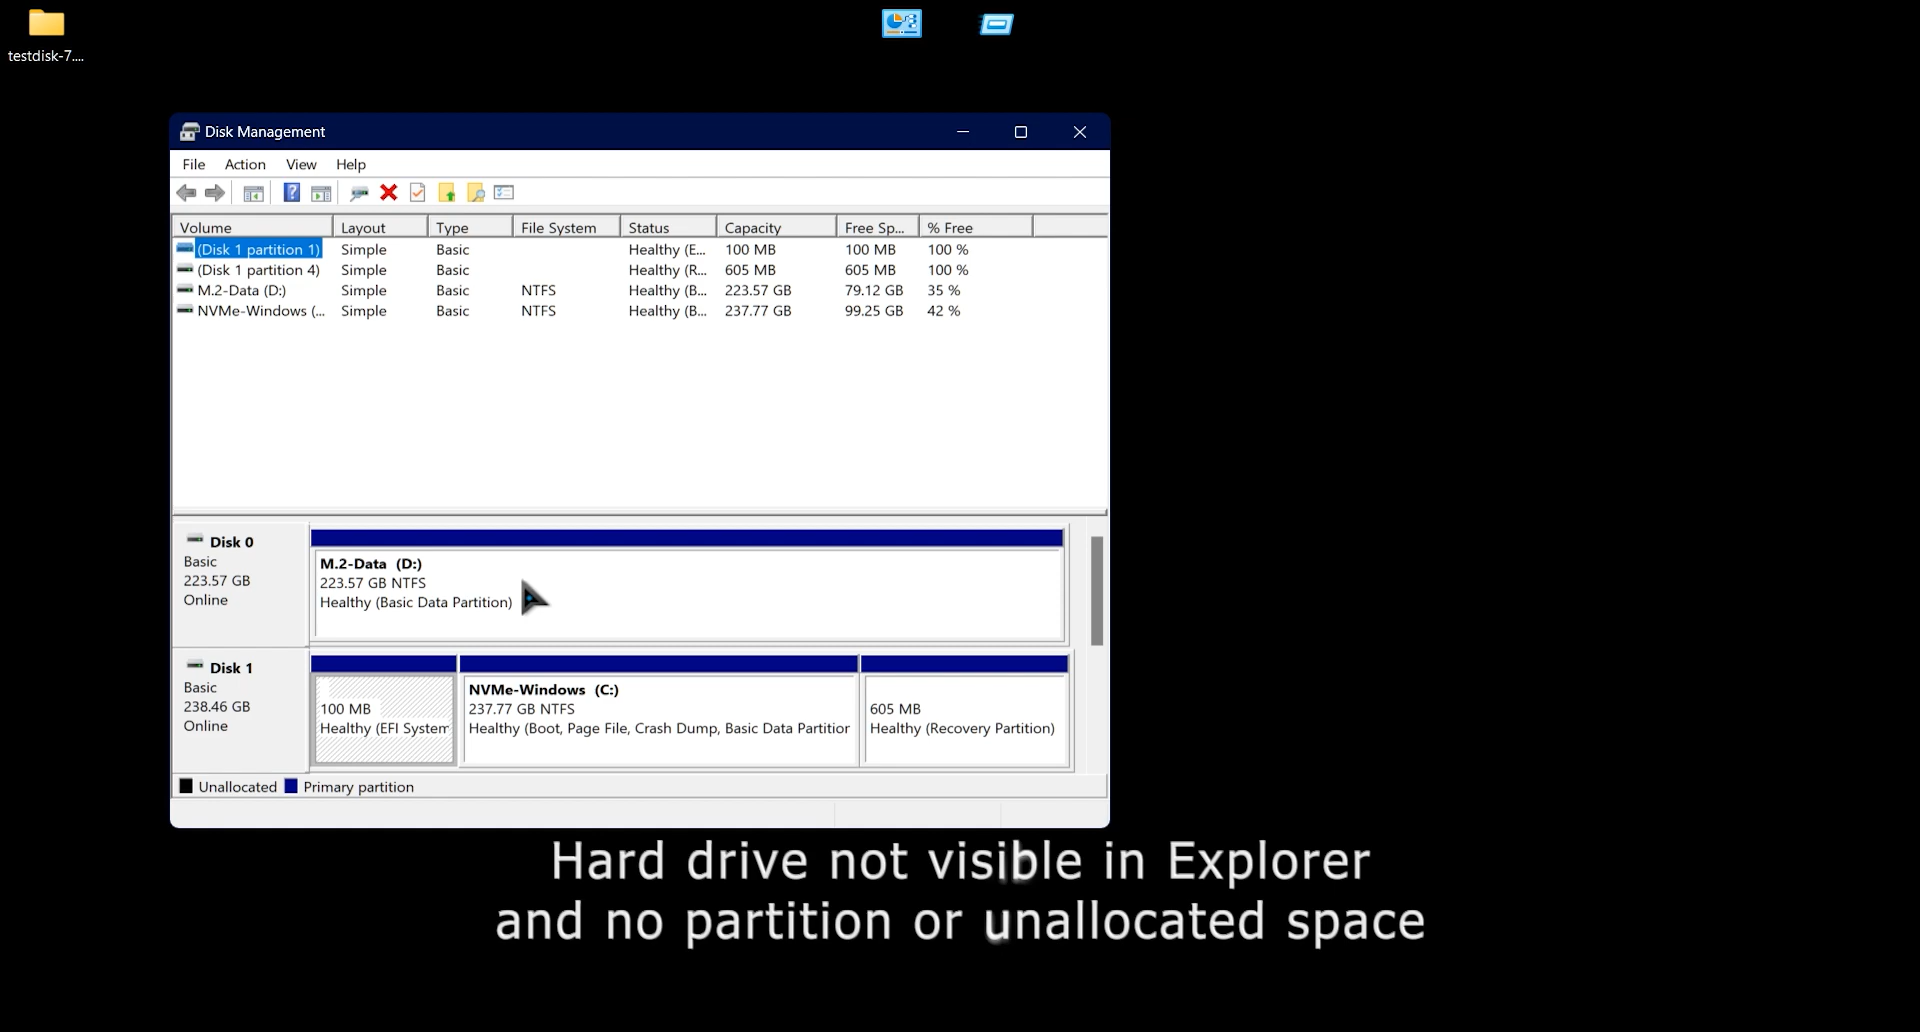 testdisk-7....
Disk Management
File Action View Help
Volume Layout Type File System Status Capacity Free Sp... % Free
(Disk 1 partition 1) Simple Basic Healthy (E... 100 MB 100 MB 100 %
(Disk 1 partition 4) Simple Basic Healthy (R... 605 MB 605 MB 100 %
M.2-Data (D:) Simple Basic NTFS Healthy (B... 223.57 GB 79.12 GB 35 %
NVMe-Windows (... Simple Basic NTFS Healthy (B... 237.77 GB 99.25 GB 42 %
Disk 0
Basic
223.57 GB
Online
M.2-Data (D:)
223.57 GB NTFS
Healthy (Basic Data Partition)
Disk 1
Basic
238.46 GB
Online
100 MB
Healthy (EFI System
NVMe-Windows (C:)
237.77 GB NTFS
Healthy (Boot, Page File, Crash Dump, Basic Data Partitior
605 MB
Healthy (Recovery Partition)
Unallocated Primary partition
Hard drive not visible in Explorer
and no partition or unallocated space